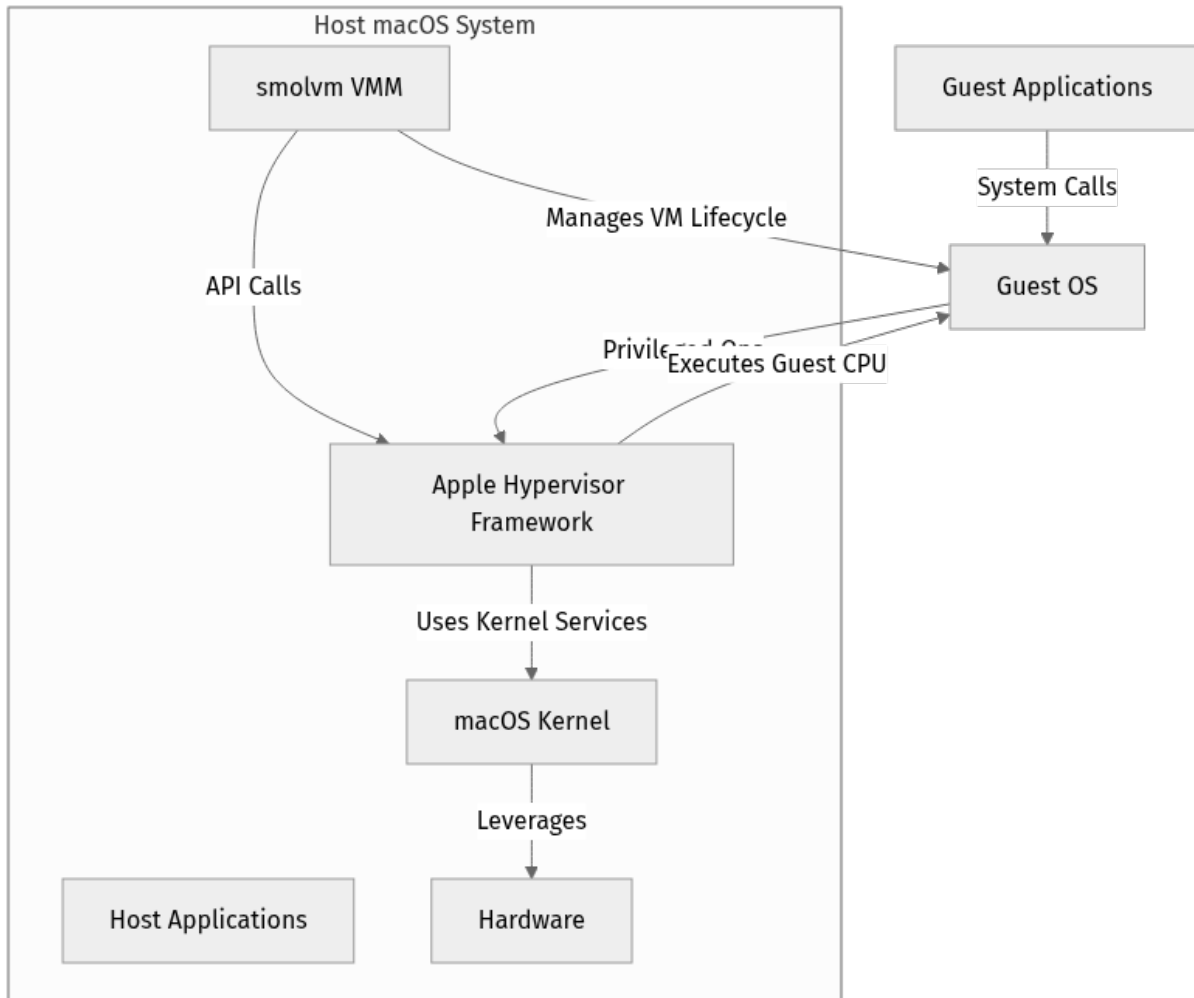 Host macOS System
smolvm VMM
Guest Applications
System Calls
Manages VM Lifecycle
API Calls
Guest OS
Executes Guest CPU
Apple Hypervisor
Framework
Uses Kernel Services
macOS Kernel
Leverages
Host Applications
Hardware